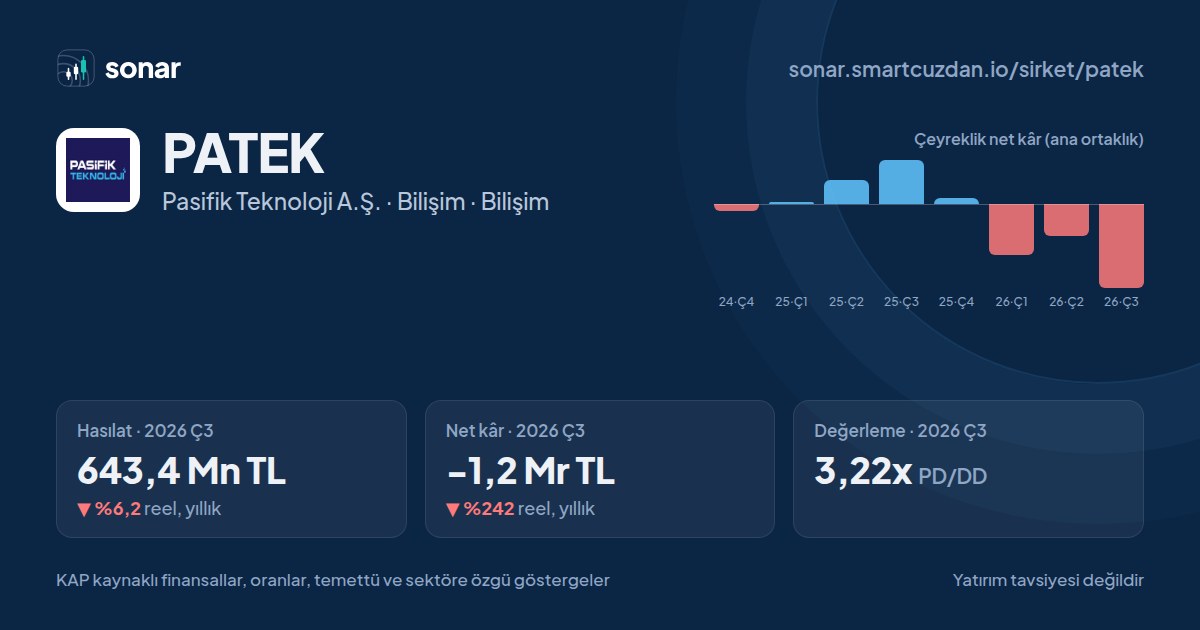 sonar
sonar.smartcuzdan.io/sirket/patek
PASİFİK
TEKNOLOJİ
PATEK
Pasifik Teknoloji A.Ş. · Bilişim · Bilişim
Çeyreklik net kâr (ana ortaklık)
24·Ç4 25·Ç1 25·Ç2 25·Ç3 25·Ç4 26·Ç1 26·Ç2 26·Ç3
Hasılat · 2026 Ç3
643,4 Mn TL
▼ %6,2 reel, yıllık
Net kâr · 2026 Ç3
−1,2 Mr TL
▼ %242 reel, yıllık
Değerleme · 2026 Ç3
3,22x PD/DD
KAP kaynaklı finansallar, oranlar, temettü ve sektöre özgü göstergeler
Yatırım tavsiyesi değildir